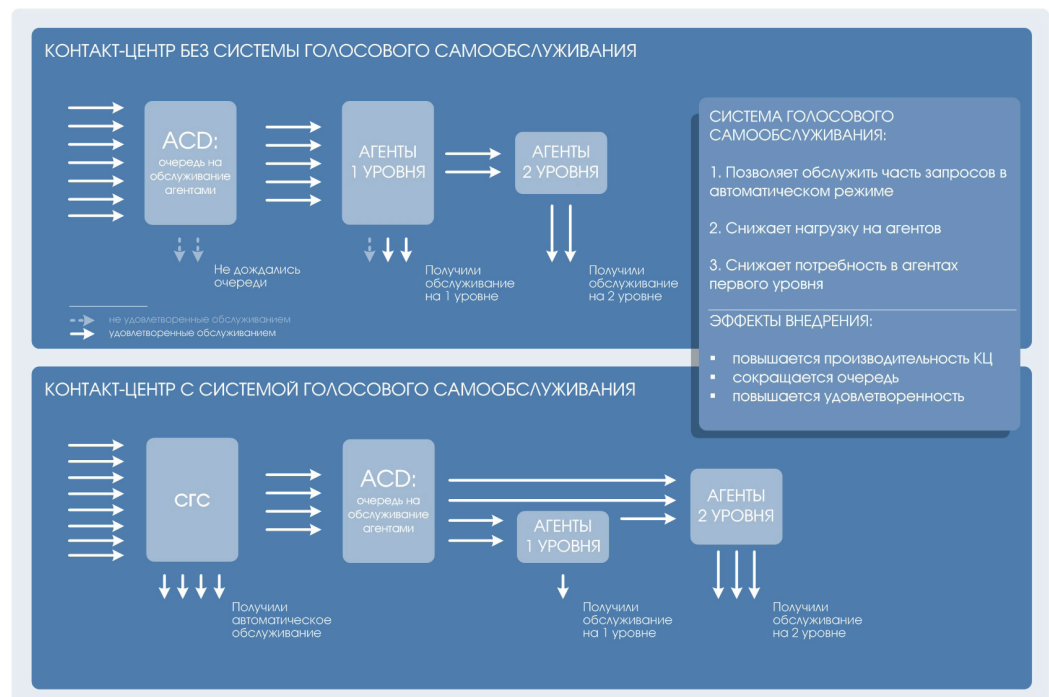 КОНТАКТ-ЦЕНТР БЕЗ СИСТЕМЫ ГОЛОСОВОГО САМООБСЛУЖИВАНИЯ
ACD:
очередь на
обслуживание
агентами
АГЕНТЫ
1 УРОВНЯ
АГЕНТЫ
2 УРОВНЯ
Не дождались
очереди
Получили
обслуживание
на 1 уровне
Получили
обслуживание
на 2 уровне
не удовлетворенные обслуживанием
удовлетворенные обслуживанием
СИСТЕМА ГОЛОСОВОГО
САМООБСЛУЖИВАНИЯ:
1. Позволяет обслужить часть запросов в
автоматическом режиме
2. Снижает нагрузку на агентов
3. Снижает потребность в агентах
первого уровня
ЭФФЕКТЫ ВНЕДРЕНИЯ:
▪ повышается производительность КЦ
▪ сокращается очередь
▪ повышается удовлетворенность
КОНТАКТ-ЦЕНТР С СИСТЕМОЙ ГОЛОСОВОГО САМООБСЛУЖИВАНИЯ
СГС
ACD:
очередь на
обслуживание
агентами
АГЕНТЫ
1 УРОВНЯ
АГЕНТЫ
2 УРОВНЯ
Получили
автоматическое
обслуживание
Получили
обслуживание
на 1 уровне
Получили
обслуживание
на 2 уровне